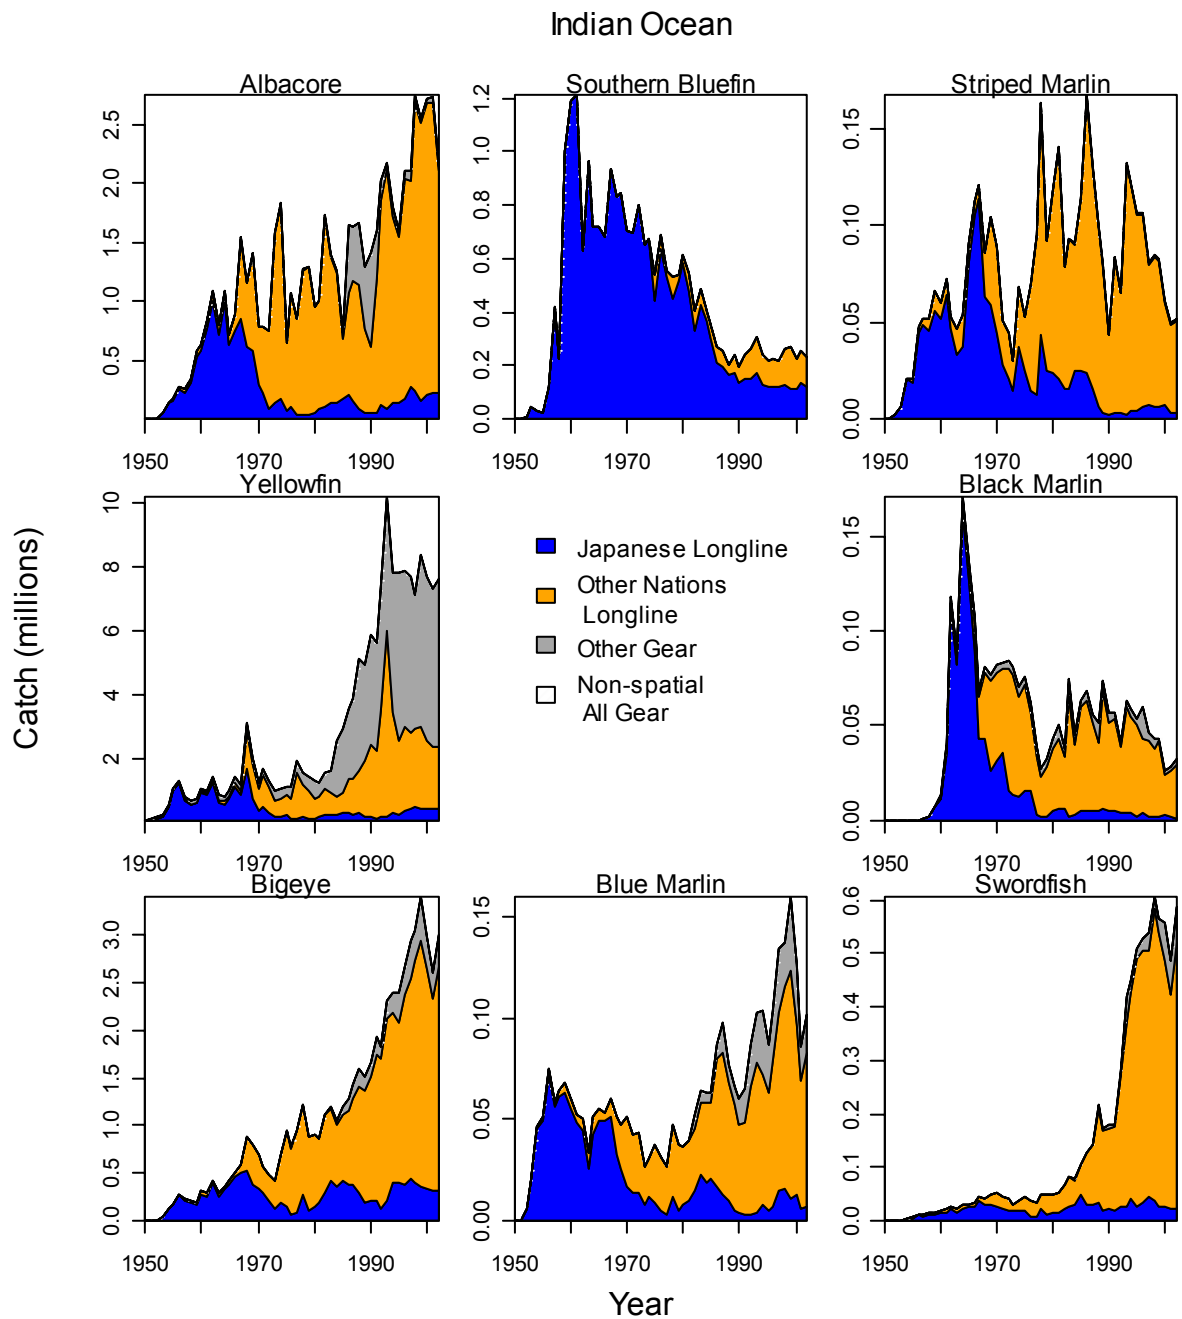 Indian Ocean
Albacore
Southern Bluefin
Striped Marlin
0.5 1.0 1.5 2.0 2.5
0.0 0.2 0.4 0.6 0.8 1.0 1.2
0.00 0.05 0.10 0.15
1950 1970 1990
1950 1970 1990
1950 1970 1990
Yellowfin
Black Marlin
2 4 6 8 10
0.00 0.05 0.10 0.15
Japanese Longline
Other Nations
Longline
Other Gear
Non-spatial
All Gear
Catch (millions)
1950 1970 1990
1950 1970 1990
Bigeye
Blue Marlin
Swordfish
0.0 0.5 1.0 1.5 2.0 2.5 3.0
0.00 0.05 0.10 0.15
0.0 0.1 0.2 0.3 0.4 0.5 0.6
1950 1970 1990
1950 1970 1990
1950 1970 1990
Year